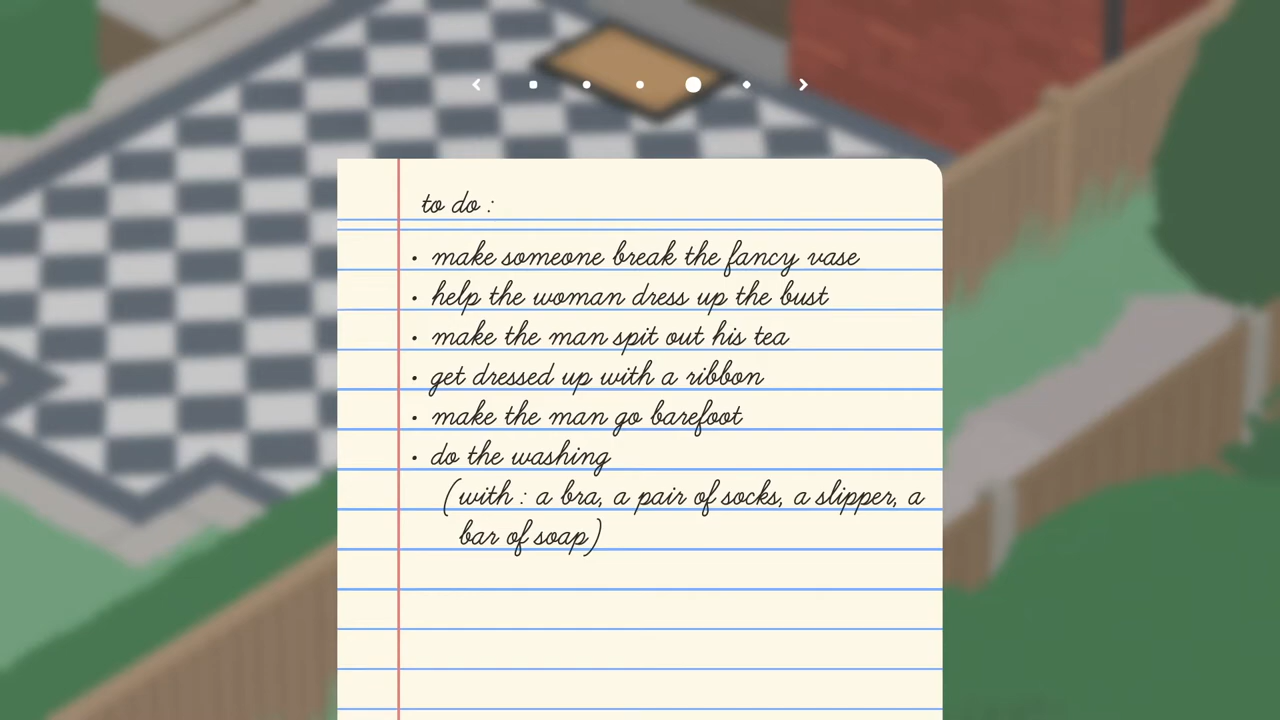 to do :
• make someone break the fancy vase
• help the woman dress up the bust
• make the man spit out his tea
• get dressed up with a ribbon
• make the man go barefoot
• do the washing
(with : a bra, a pair of socks, a slipper, a
bar of soap)